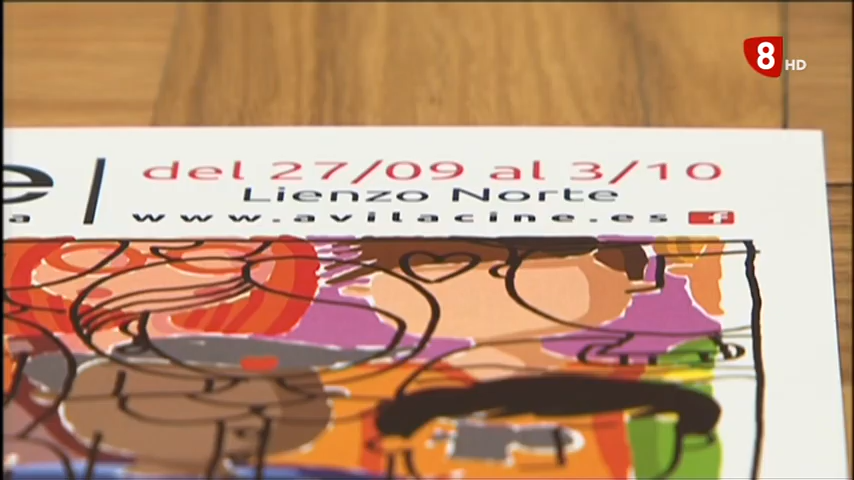 8 HD
del 27/09 al 3/10
Lienzo Norte
www.avilacine.es f